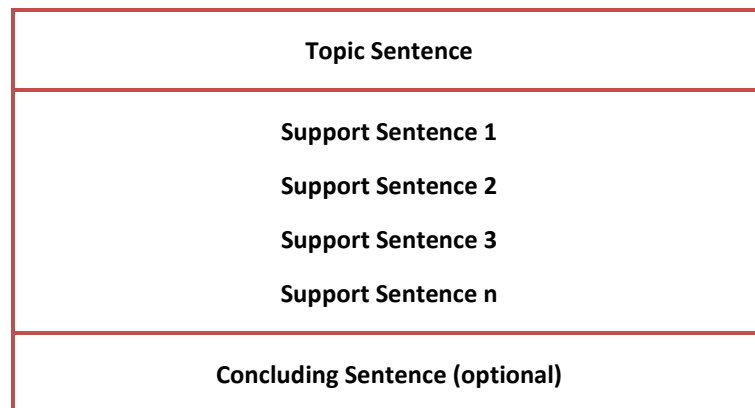 Topic Sentence
Support Sentence 1
Support Sentence 2
Support Sentence 3
Support Sentence n
Concluding Sentence (optional)